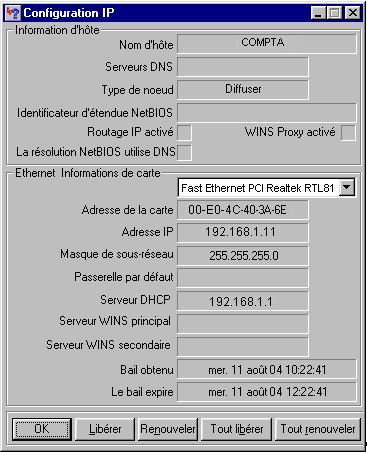 Configuration IP
Information d'hôte
Nom d'hôte COMPTA
Serveurs DNS
Type de noeud Diffuser
Identificateur d'étendue NetBIOS
Routage IP activé WINS Proxy activé
La résolution NetBIOS utilise DNS
Ethernet Informations de carte
Fast Ethernet PCI Realtek RTL81
Adresse de la carte 00-E0-4C-40-3A-6E
Adresse IP 192.168.1.11
Masque de sous-réseau 255.255.255.0
Passerelle par défaut
Serveur DHCP 192.168.1.1
Serveur WINS principal
Serveur WINS secondaire
Bail obtenu mer. 11 août 04 10:22:41
Le bail expire mer. 11 août 04 12:22:41
OK Libérer Renouveler Tout libérer Tout renouveler